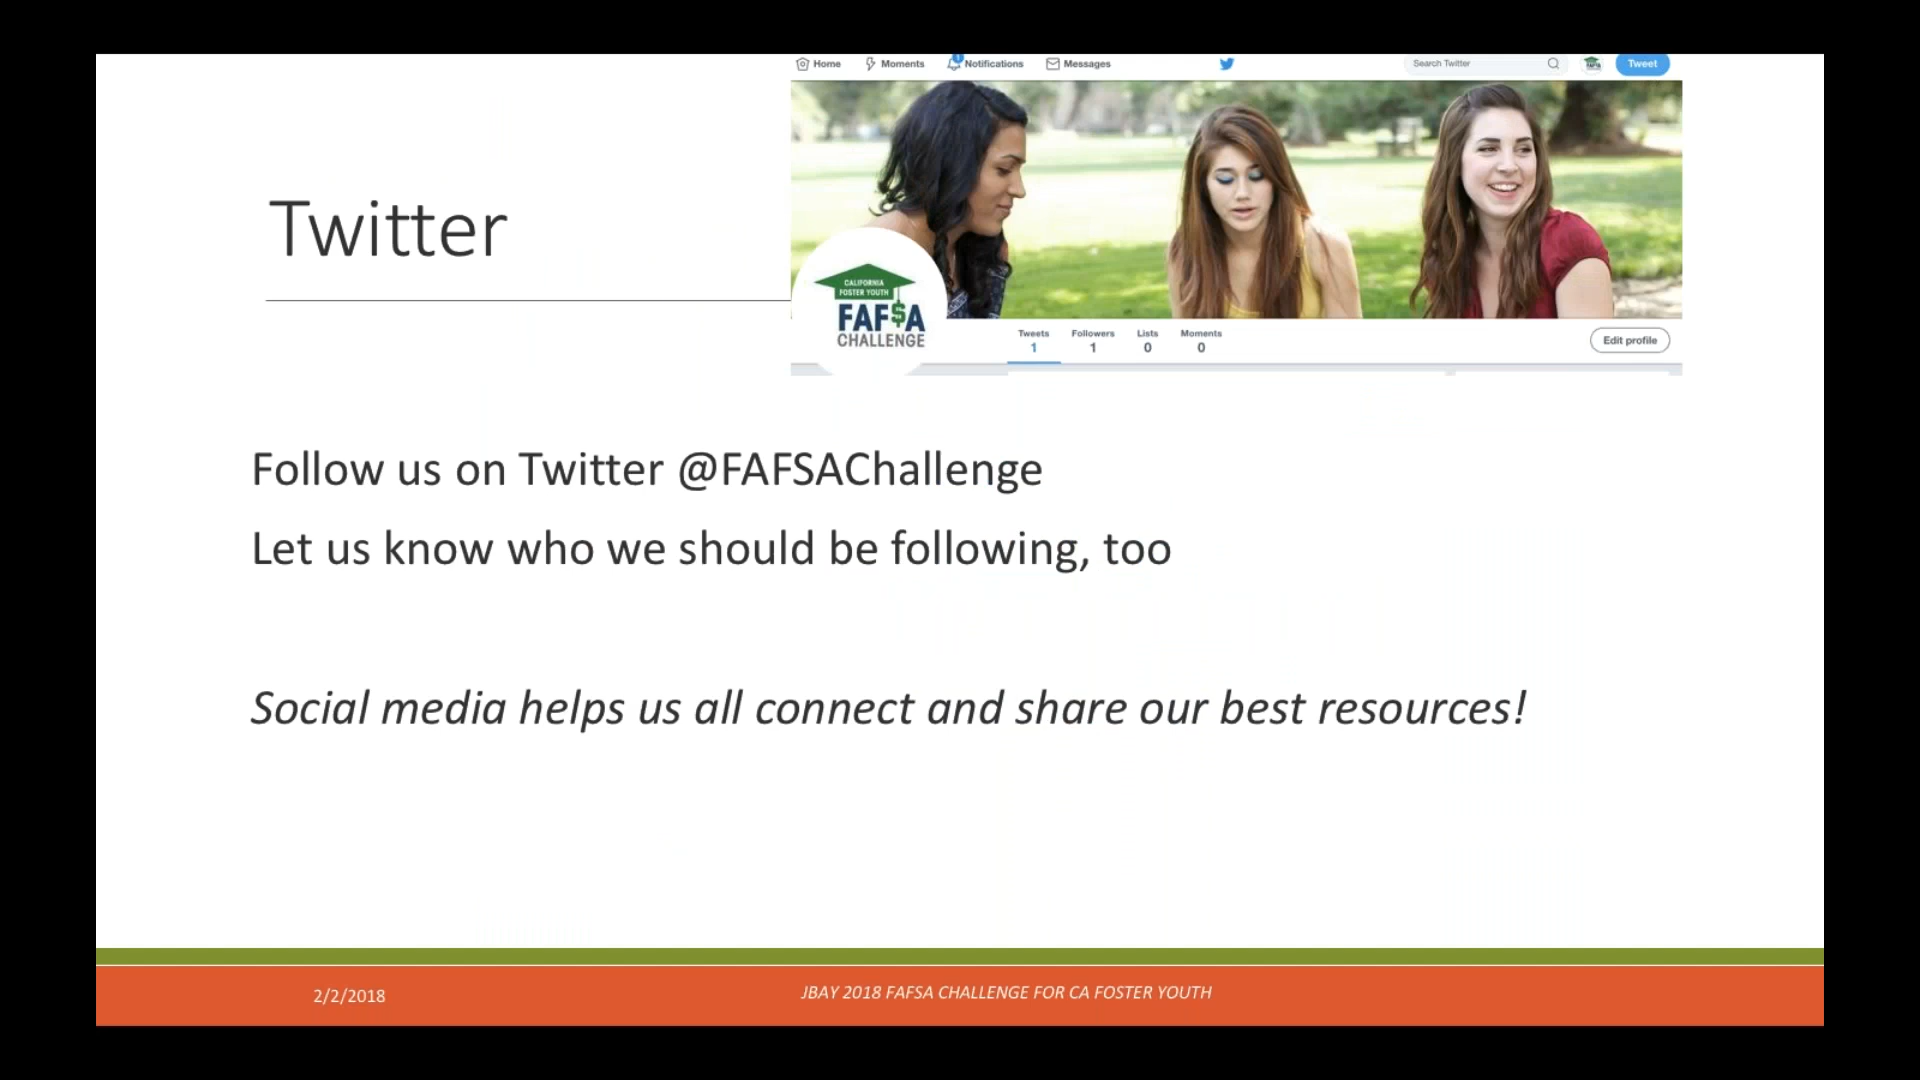 Home Moments 1 Notifications Messages Search Twitter Tweet
Twitter
CALIFORNIA
FOSTER YOUTH
FAF$A
CHALLENGE
Tweets Followers Lists Moments
1 1 0 0
Edit profile
Follow us on Twitter @FAFSAChallenge
Let us know who we should be following, too
Social media helps us all connect and share our best resources!
2/2/2018 JBAY 2018 FAFSA CHALLENGE FOR CA FOSTER YOUTH